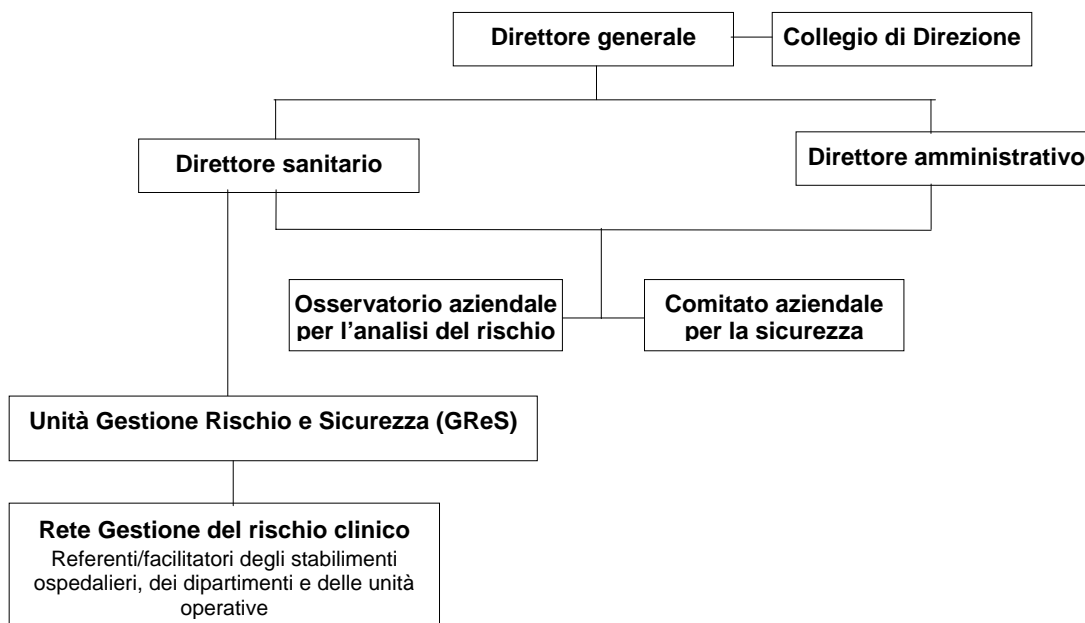 Direttore generale
Collegio di Direzione
Direttore sanitario
Direttore amministrativo
Osservatorio aziendale
per l'analisi del rischio
Comitato aziendale
per la sicurezza
Unità Gestione Rischio e Sicurezza (GReS)
Rete Gestione del rischio clinico
Referenti/facilitatori degli stabilimenti
ospedalieri, dei dipartimenti e delle unità
operative